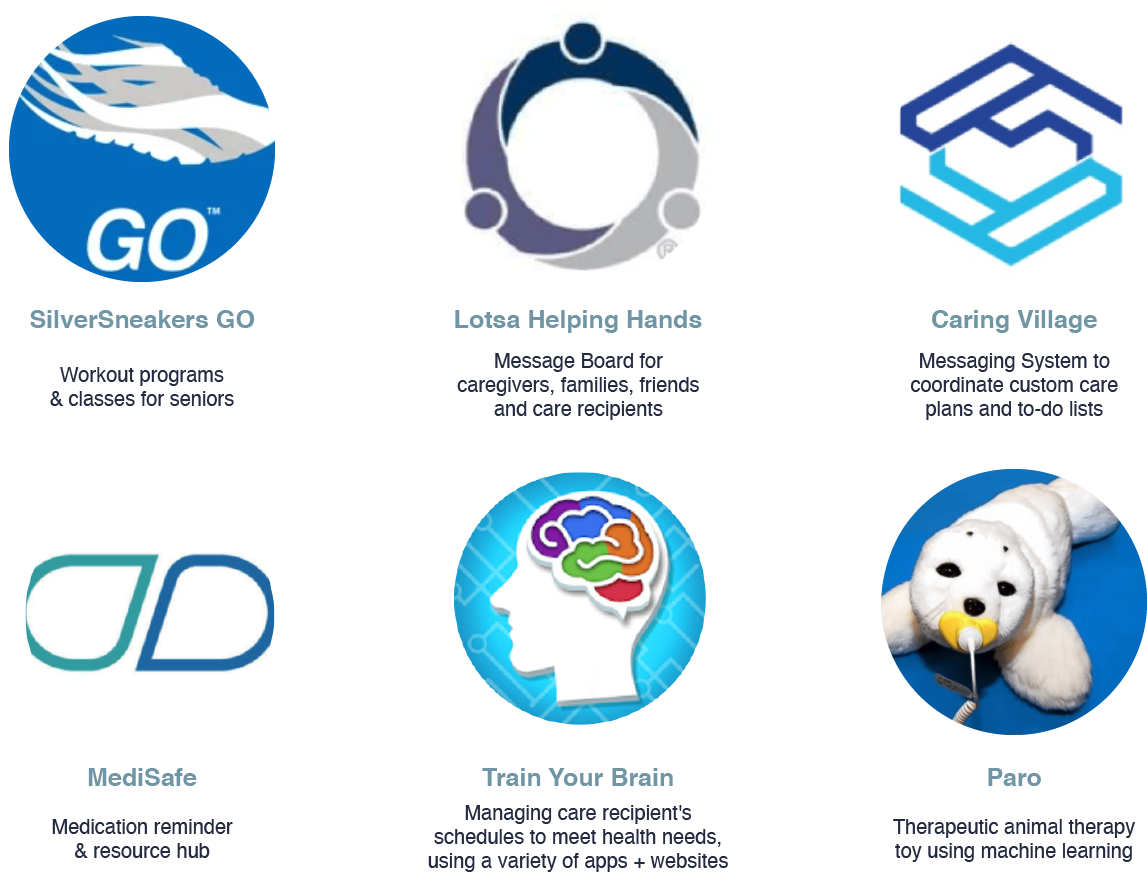 GO™
SilverSneakers GO
Workout programs
& classes for seniors
Lotsa Helping Hands
Message Board for
caregivers, families, friends
and care recipients
Caring Village
Messaging System to
coordinate custom care
plans and to-do lists
MediSafe
Medication reminder
& resource hub
Train Your Brain
Managing care recipient's
schedules to meet health needs,
using a variety of apps + websites
Paro
Therapeutic animal therapy
toy using machine learning